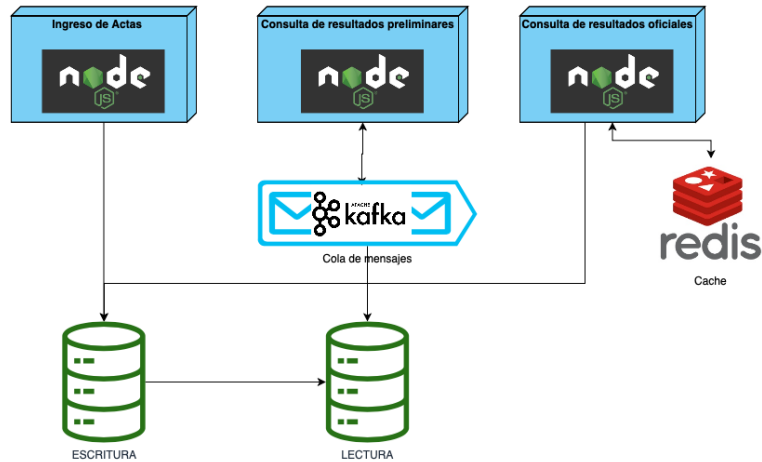 Ingreso de Actas
Consulta de resultados preliminares
Consulta de resultados oficiales
node
JS
node
JS
node
JS
APACHE
kafka
Cola de mensajes
redis
Cache
ESCRITURA
LECTURA